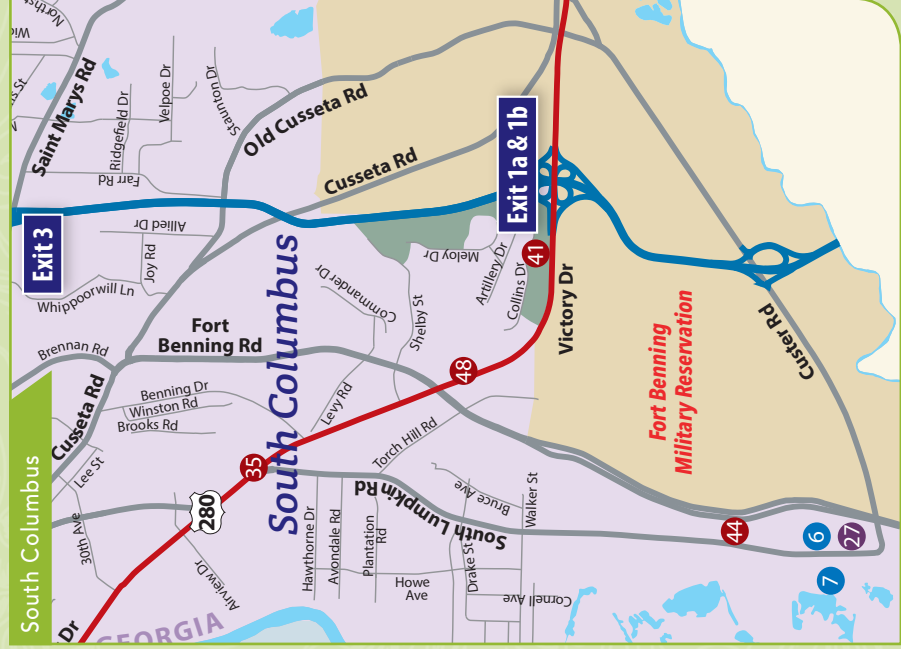 South Columbus
Northst
Wic
is St
Saint Marys Rd
Ridgefield Dr
Velpoe Dr
Staunton Dr
Farr Rd
Old Cusseta Rd
Cusseta Rd
Exit 1a & 1b
Exit 3
Allied Dr
Joy Rd
Whippoorwill Ln
Meloy Dr
Artillery Dr
Collins Dr
41
Commander Dr
Shelby St
Victory Dr
Fort
Benning Rd
Brennan Rd
Cusseta Rd
South Columbus
48
Benning Dr
Winston Rd
Brooks Rd
Levy Rd
Fort Benning
Military Reservation
Custer Rd
Lee St
35
Torch Hill Rd
280
30th Ave
South Lumpkin Rd
Bruce Ave
Walker St
Airview Dr
Hawthorne Dr
Avondale Rd
Plantation
Rd
Howe
Ave
Drake St
Cornell Ave
44
6
27
7
Dr
GEORGIA